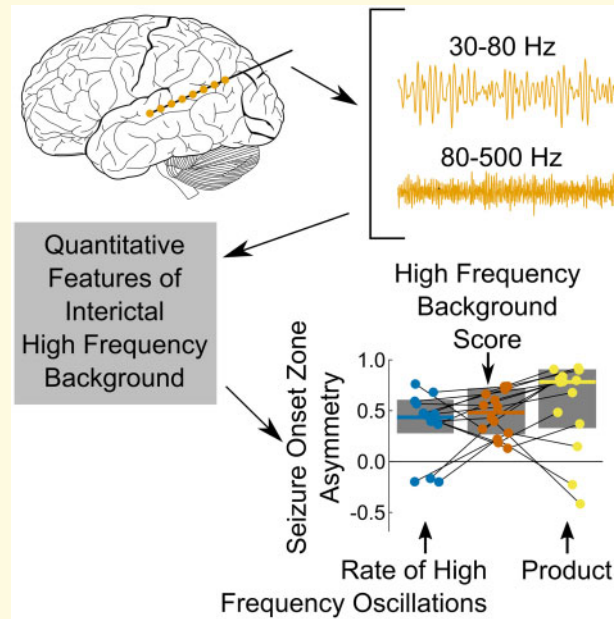 30-80 Hz
80-500 Hz
Quantitative
Features of
Interictal
High Frequency
Background
High Frequency
Background
Score
Seizure Onset Zone
Asymmetry
1.0
0.5
0.0
-0.5
Rate of High
Frequency Oscillations
Product